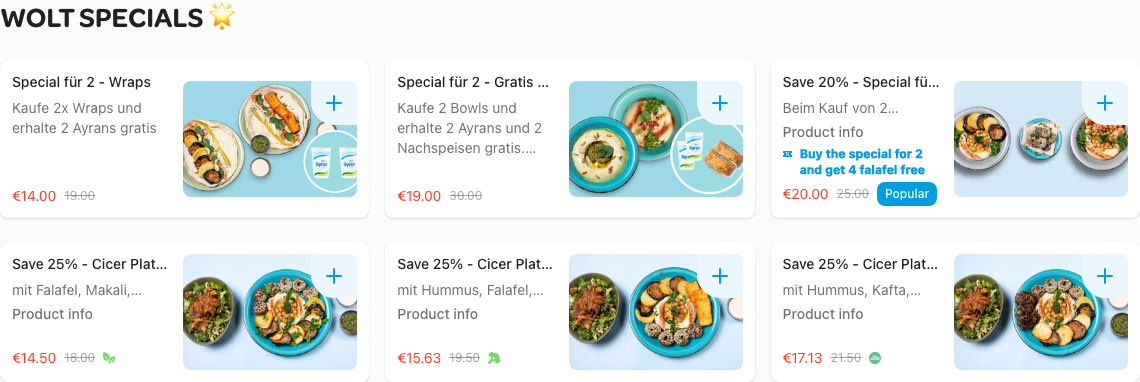 WOLT SPECIALS 🌟
Special für 2 - Wraps
Kaufe 2x Wraps und
erhalte 2 Ayrans gratis
€14.00 19.00
Special für 2 - Gratis ...
Kaufe 2 Bowls und
erhalte 2 Ayrans und 2
Nachspeisen gratis....
€19.00 30.00
Save 20% - Special fü...
Beim Kauf von 2...
Product info
Buy the special for 2
and get 4 falafel free
€20.00 25.00 Popular
Save 25% - Cicer Plat...
mit Falafel, Makali,...
Product info
€14.50 18.00
Save 25% - Cicer Plat...
mit Hummus, Falafel,...
Product info
€15.63 19.50
Save 25% - Cicer Plat...
mit Hummus, Kafta,...
Product info
€17.13 21.50